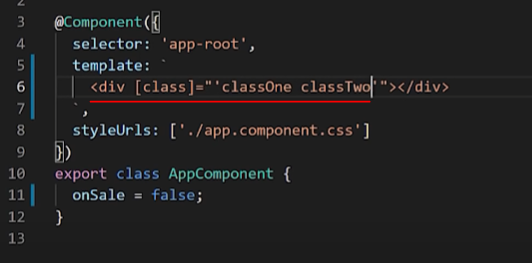 2
3 @Component({
4   selector: 'app-root',
5   template: `
6     <div [class]="'classOne classTwo'"></div>
7   `,
8   styleUrls: ['./app.component.css']
9 })
10 export class AppComponent {
11   onSale = false;
12 }
13